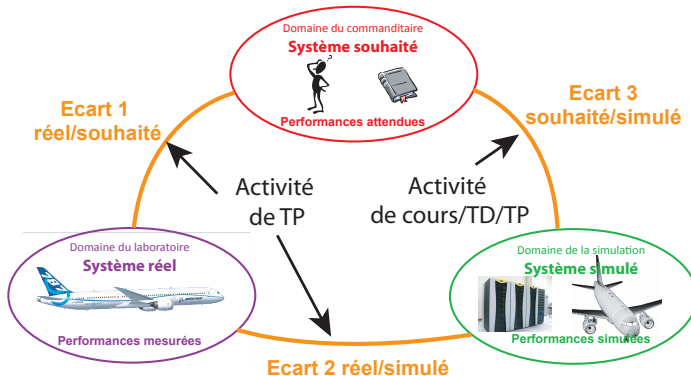 Domaine du commanditaire
Système souhaité
?
Performances attendues
Ecart 1
réel/souhaité
Ecart 3
souhaité/simulé
Activité
de TP
Activité
de cours/TD/TP
Domaine du laboratoire
Système réel
787
Performances mesurées
Domaine de la simulation
Système simulé
Performances simulées
Ecart 2 réel/simulé